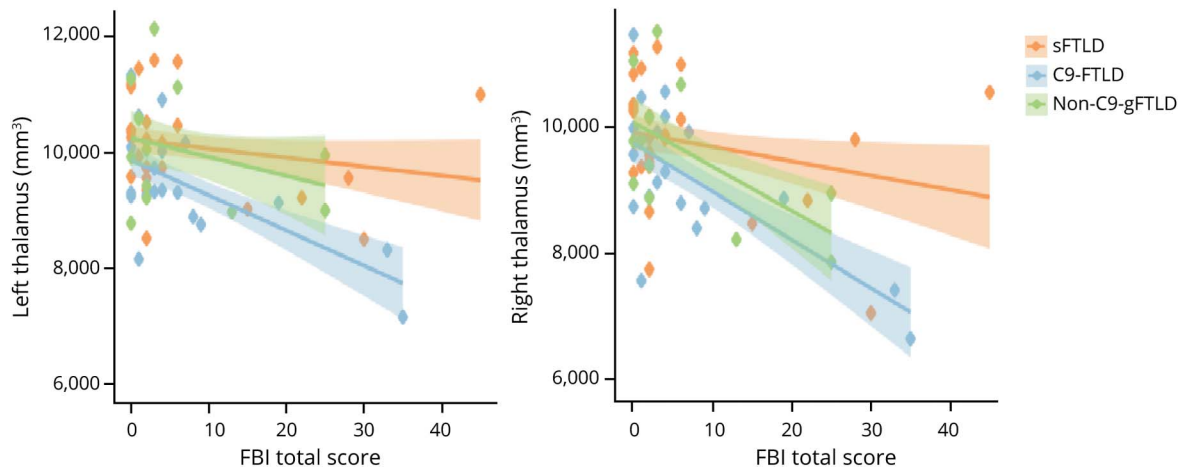 12,000
10,000
8,000
6,000
Left thalamus (mm³)
0 10 20 30 40
FBI total score
10,000
8,000
6,000
Right thalamus (mm³)
0 10 20 30 40
FBI total score
sFTLD
C9-FTLD
Non-C9-gFTLD